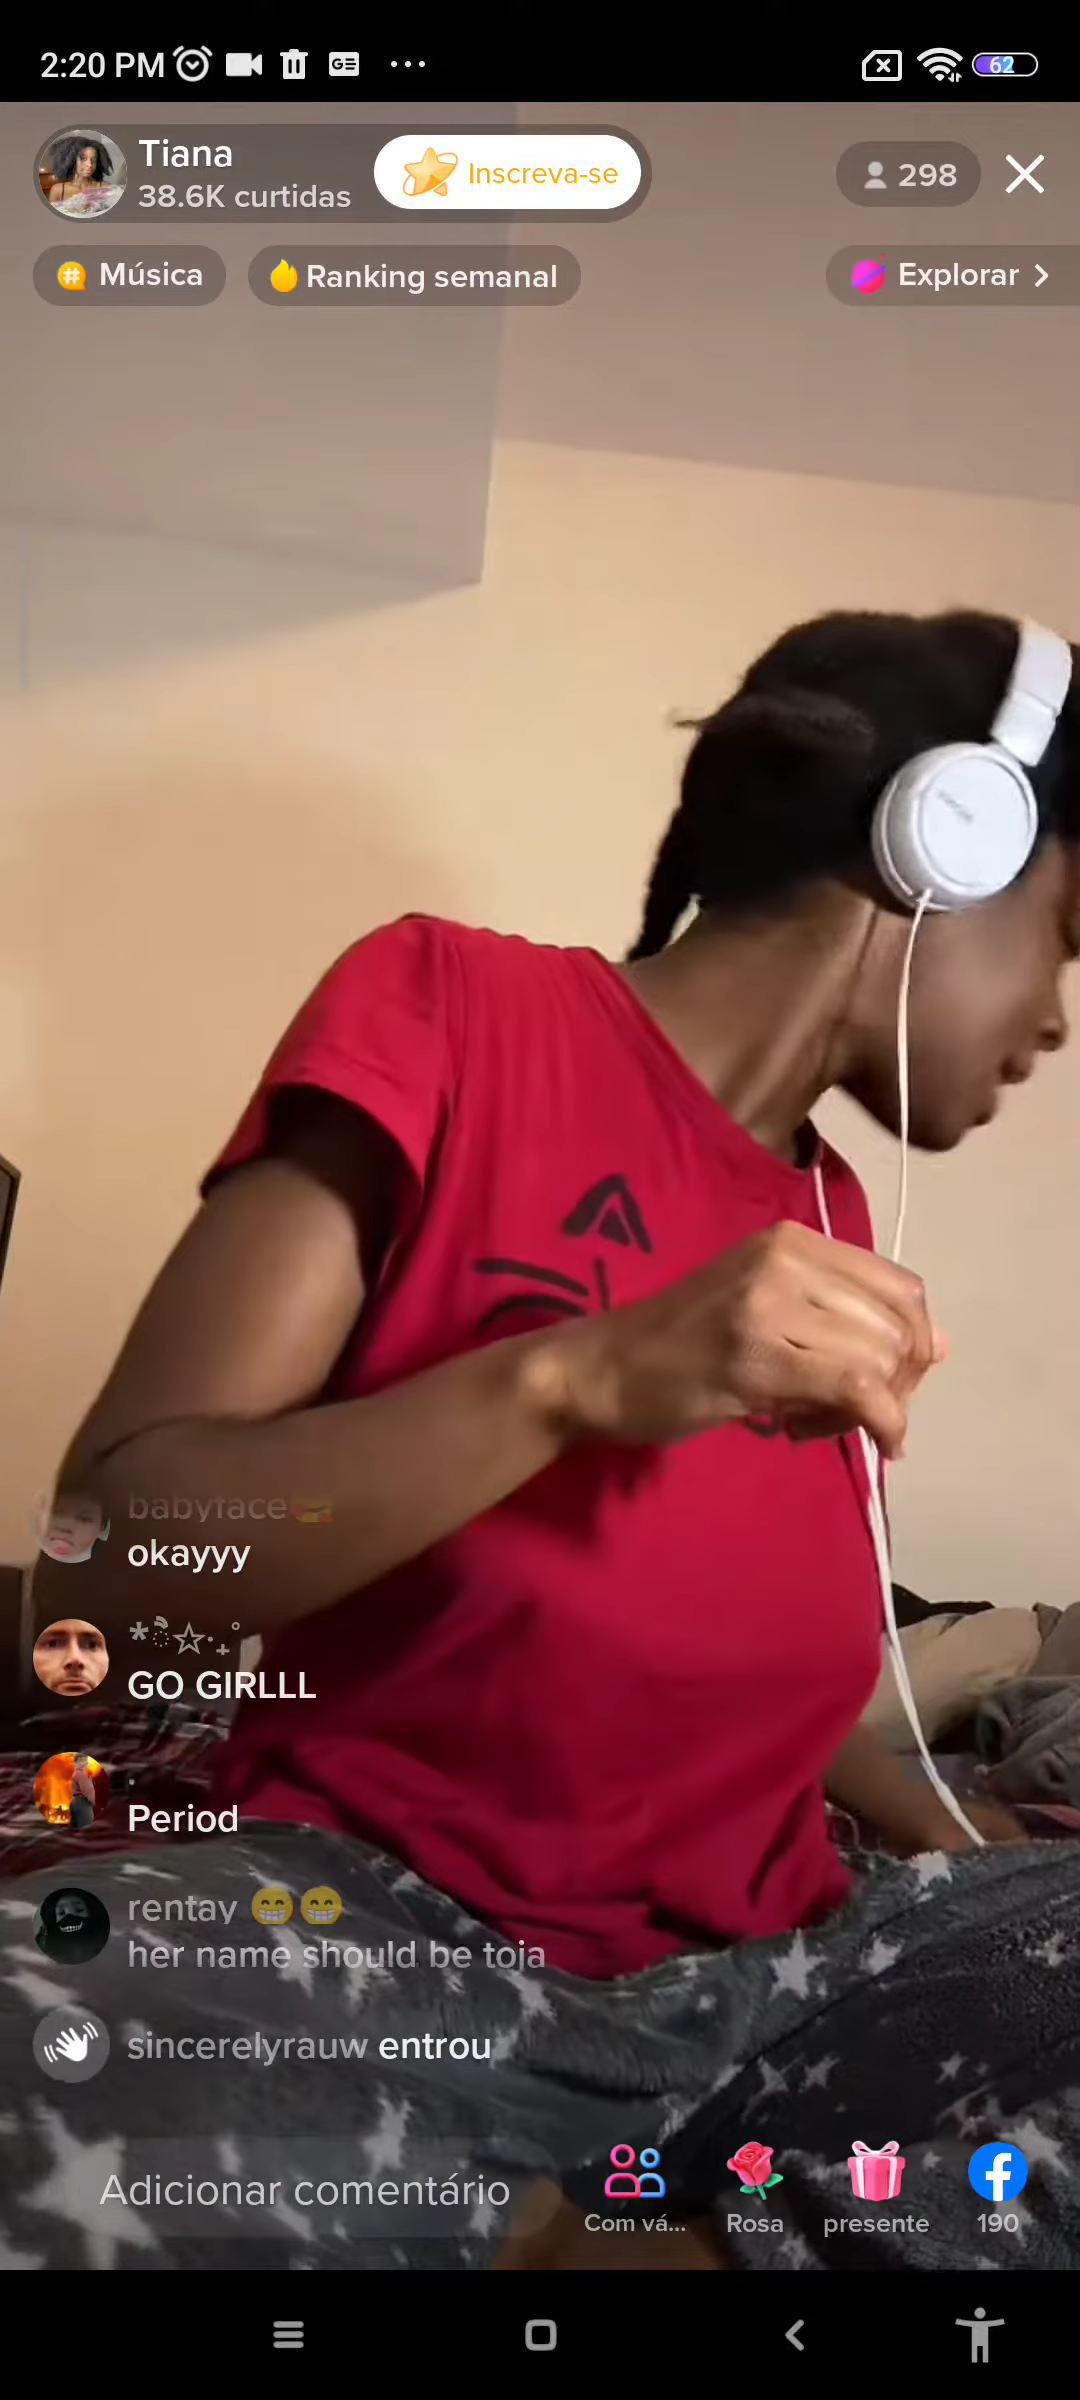 2:20 PM
GE
62
Tiana
38.6K curtidas
Inscreva-se
298
Música
Ranking semanal
Explorar
babyface
okayyy
GO GIRLLL
.
Period
rentay 😁😁
her name should be toja
sincerelyrauw entrou
Adicionar comentário
Com vá...
Rosa
presente
190